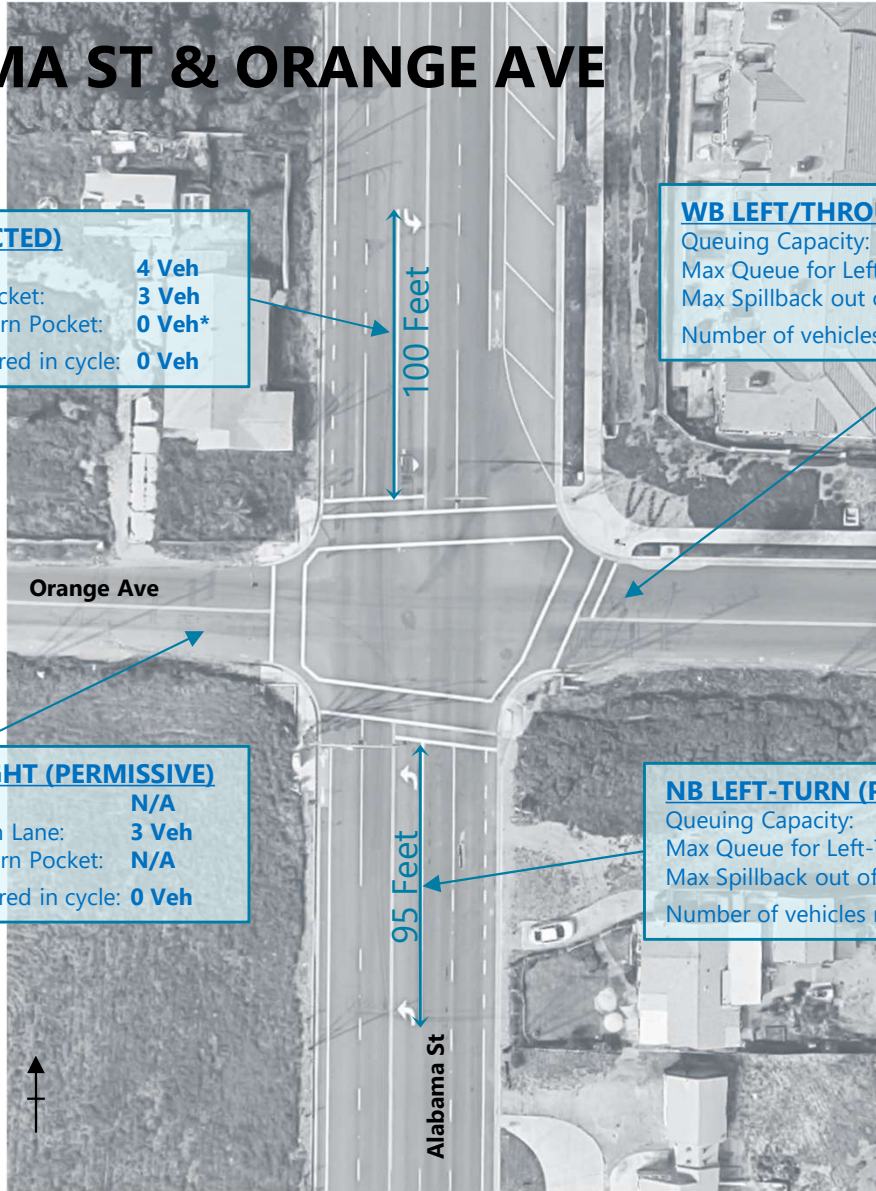 MA ST & ORANGE AVE
CTED)
4 Veh
cket: 3 Veh
rn Pocket: 0 Veh*
red in cycle: 0 Veh
WB LEFT/THROU
Queuing Capacity:
Max Queue for Left
Max Spillback out o
Number of vehicles
100 Feet
Orange Ave
GHT (PERMISSIVE)
N/A
n Lane: 3 Veh
rn Pocket: N/A
red in cycle: 0 Veh
NB LEFT-TURN (P
Queuing Capacity:
Max Queue for Left-T
Max Spillback out of
Number of vehicles n
95 Feet
Alabama St